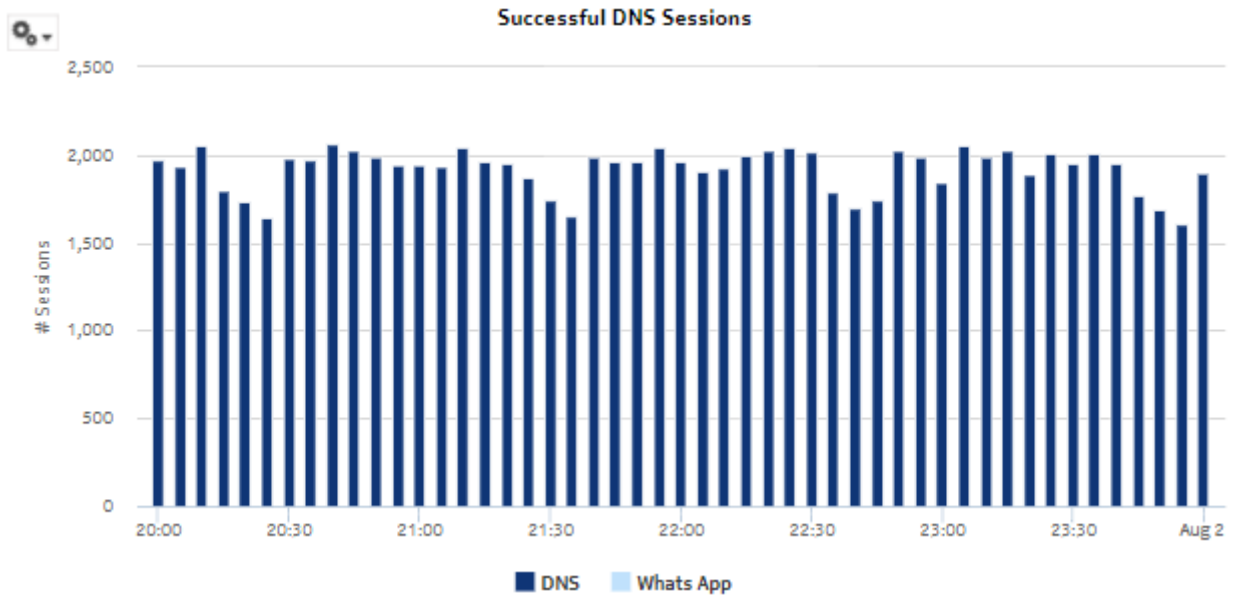 Successful DNS Sessions
2,500
2,000
1,500
1,000
500
0
# Sessions
20:00 20:30 21:00 21:30 22:00 22:30 23:00 23:30 Aug 2
DNS Whats App